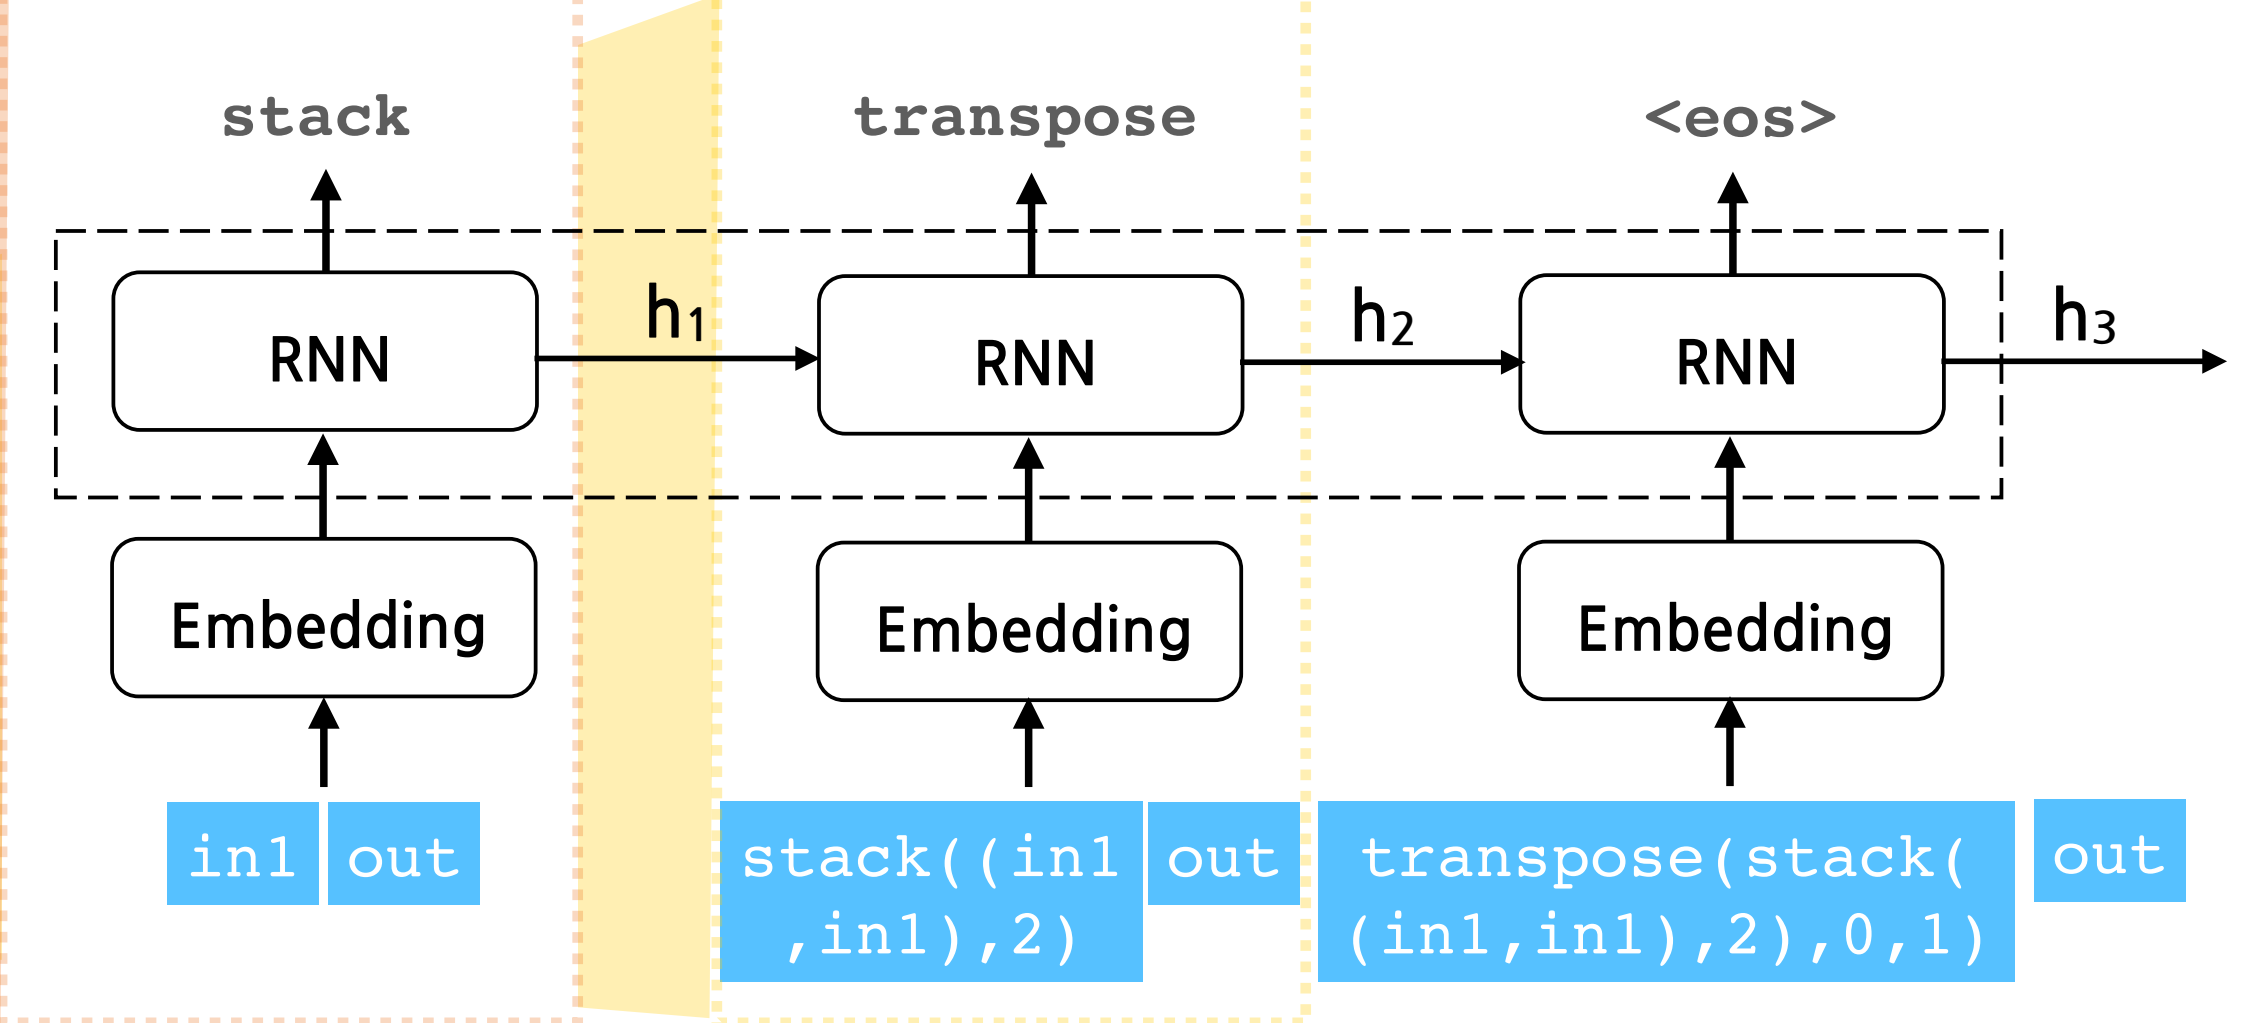 stack
transpose
<eos>
RNN
h1
RNN
h2
RNN
h3
Embedding
Embedding
Embedding
in1
out
stack((in1
,in1),2)
out
transpose(stack(
(in1,in1),2),0,1)
out